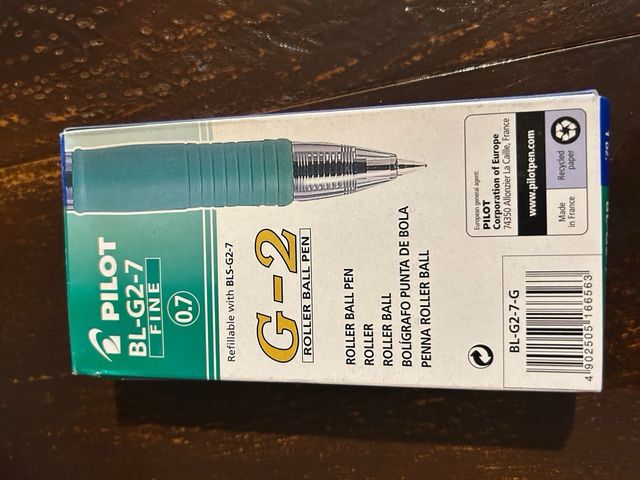 PILOT
BL-G2-7
FINE
0.7
Refillable with BLS-G2-7
G-2
ROLLER BALL PEN
ROLLER BALL PEN
ROLLER
ROLLER BALL
BOLÍGRAFO PUNTA DE BOLA
PENNA ROLLER BALL
European general agent:
PILOT
Corporation of Europe
74350 Allonzier La Caille, France
www.pilotpen.com
Made
in France
Recycled
paper
BL-G2-7-G
4 902505 166563